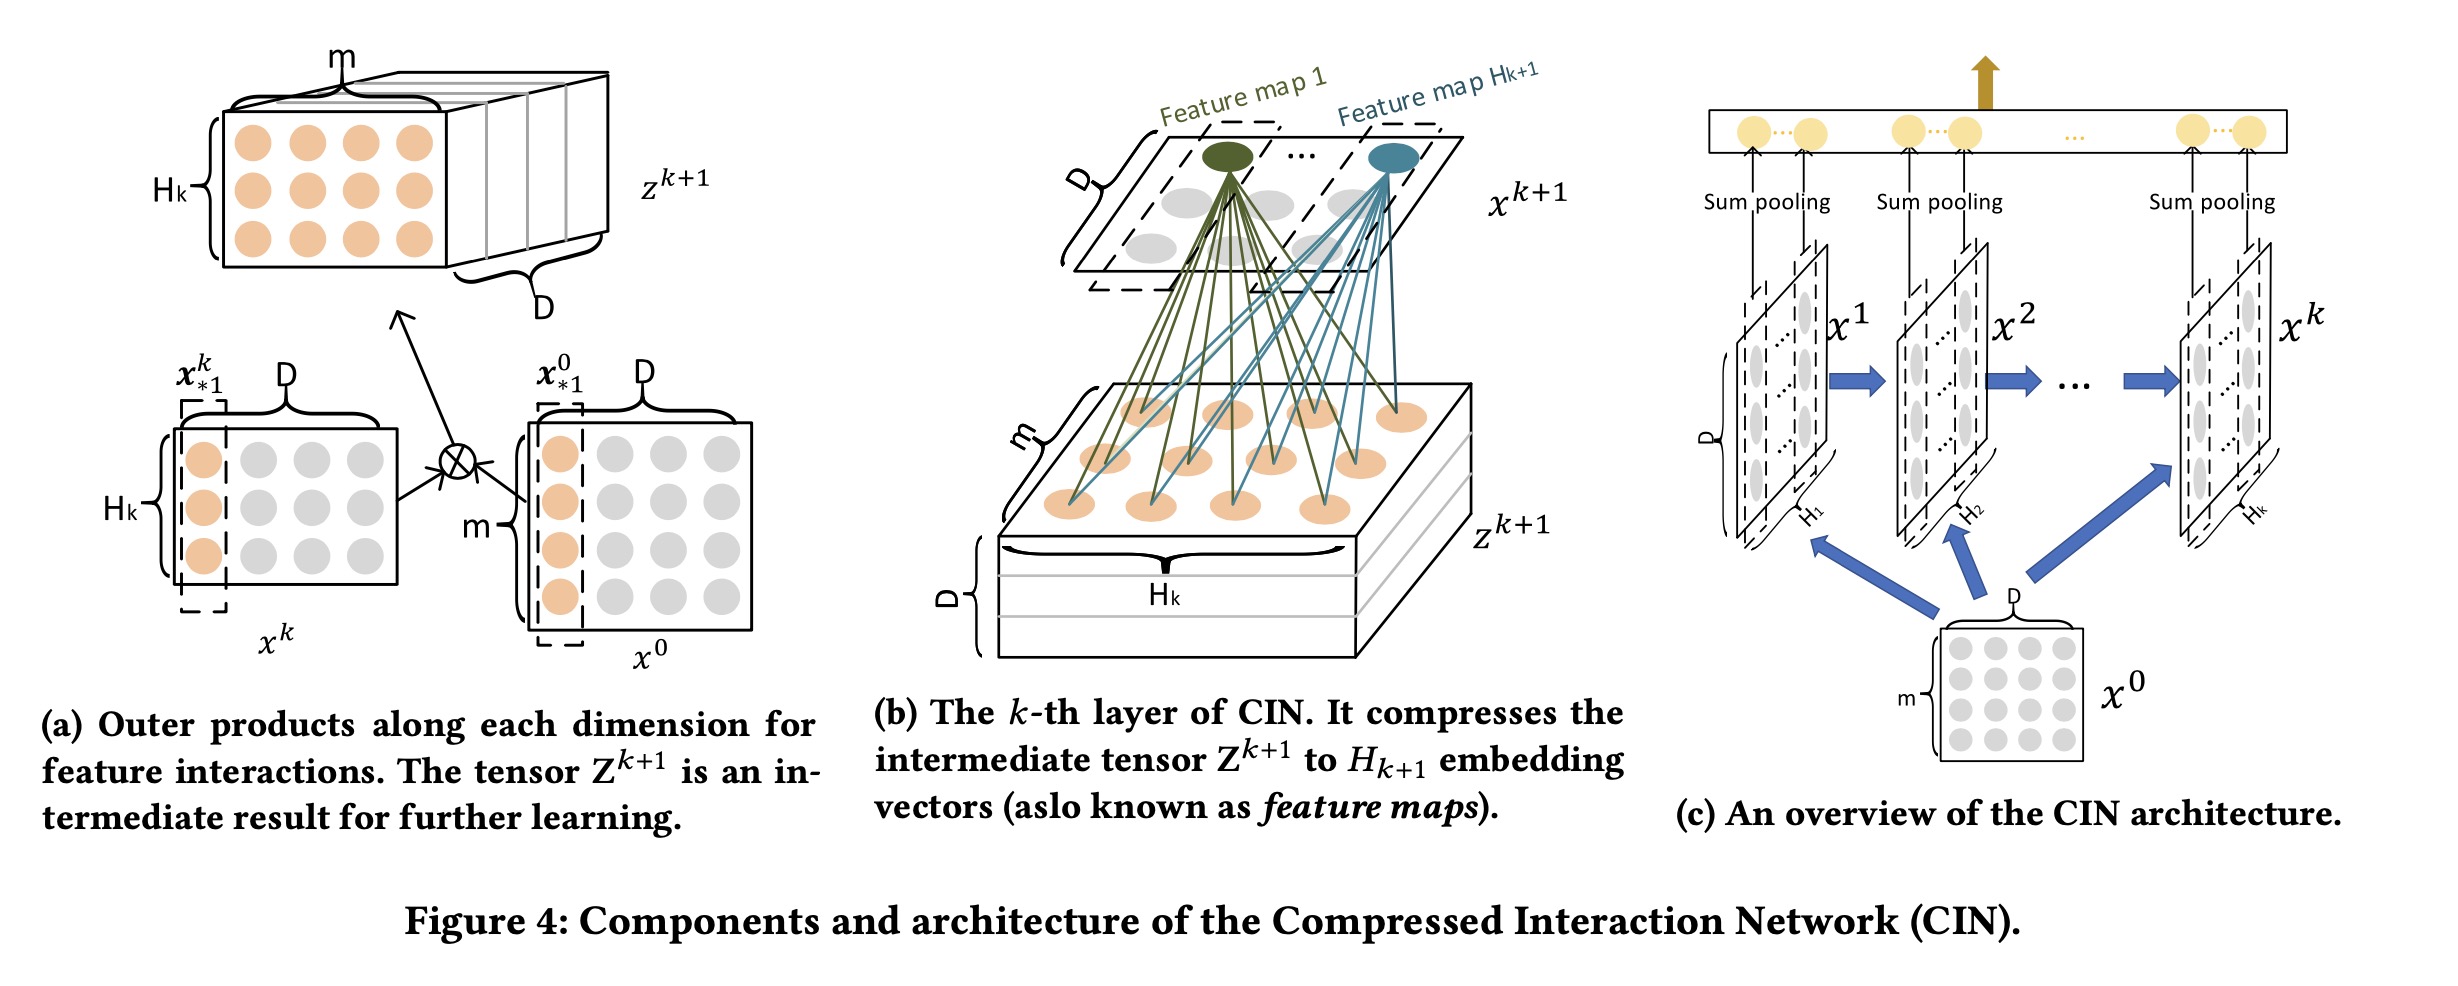 m
H_k
z^{k+1}
D
x^k_{*1}
D
x^0_{*1}
D
H_k
m
x^k
x^0
(a) Outer products along each dimension for
feature interactions. The tensor Z^{k+1} is an in-
termediate result for further learning.
Feature map 1
Feature map H_{k+1}
D
...
x^{k+1}
m
z^{k+1}
D
H_k
(b) The k-th layer of CIN. It compresses the
intermediate tensor Z^{k+1} to H_{k+1} embedding
vectors (aslo known as feature maps).
... ... ... ...
Sum pooling Sum pooling Sum pooling
x^1 x^2 x^k
...
D
H_1 H_2 H_k
D
m
x^0
(c) An overview of the CIN architecture.
Figure 4: Components and architecture of the Compressed Interaction Network (CIN).